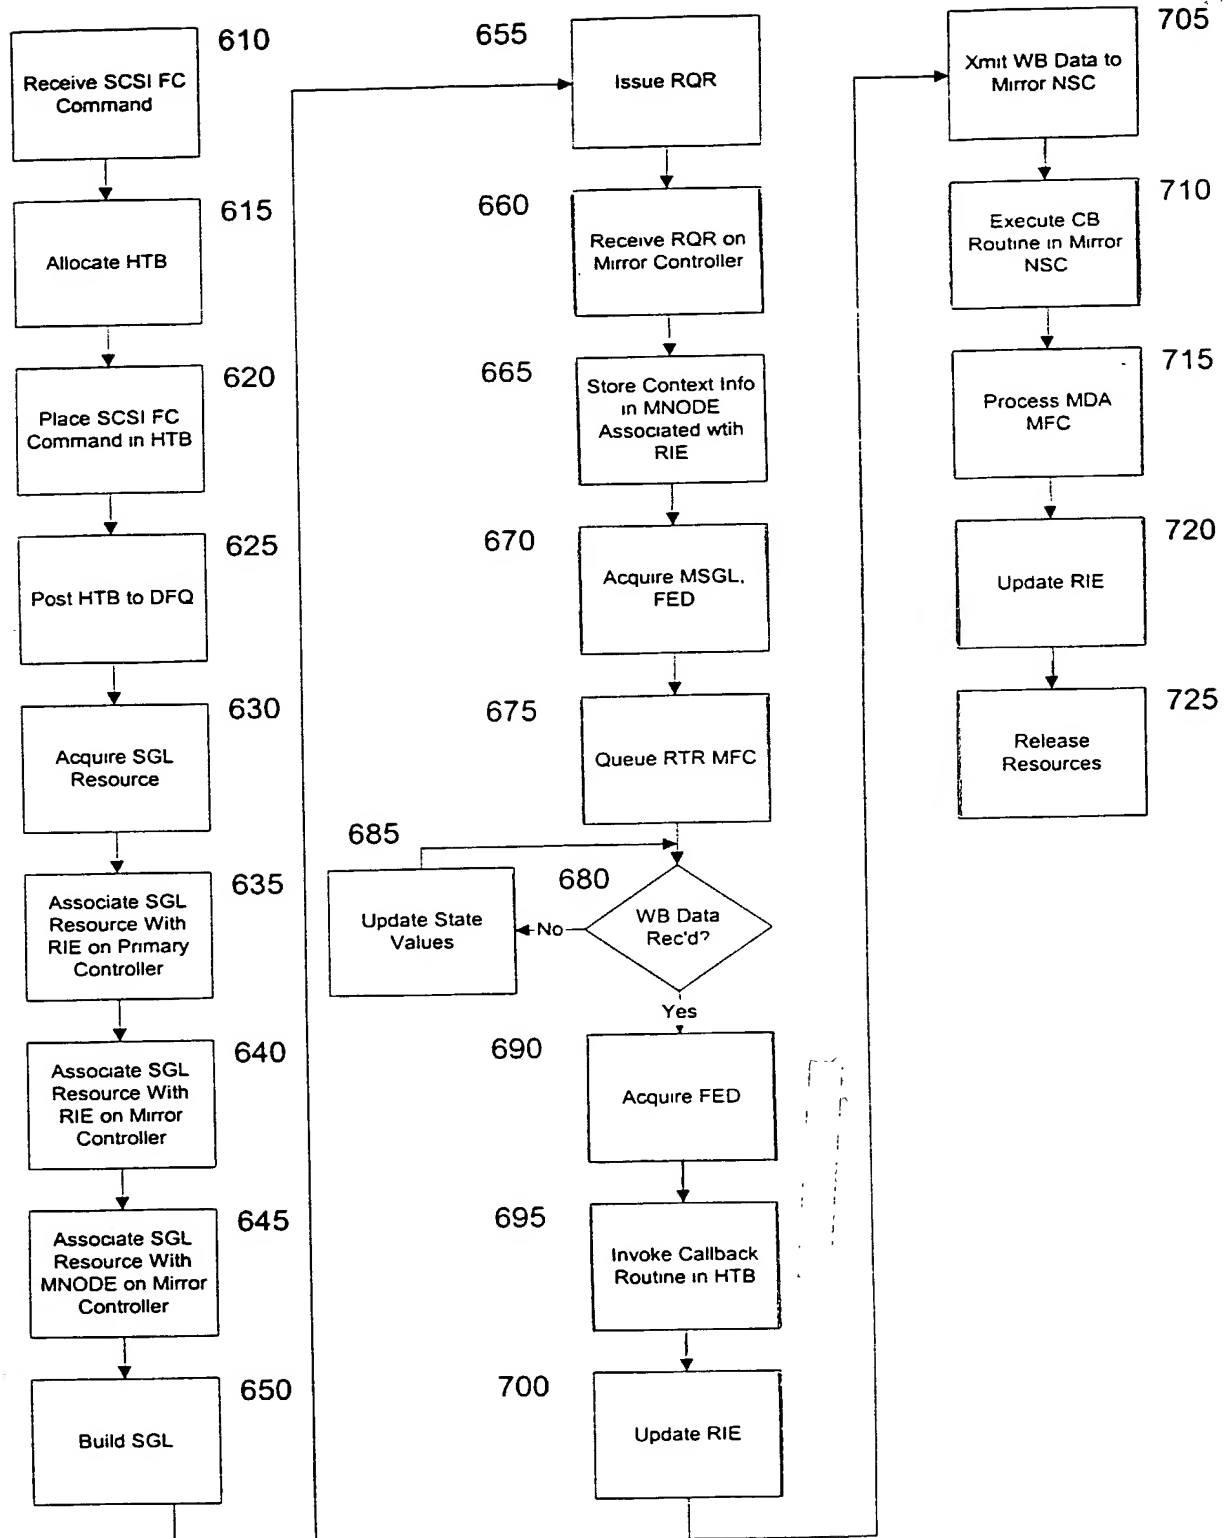 610
Receive SCSI FC
Command
615
Allocate HTB
620
Place SCSI FC
Command in HTB
625
Post HTB to DFQ
630
Acquire SGL
Resource
635
Associate SGL
Resource With
RIE on Primary
Controller
640
Associate SGL
Resource With
RIE on Mirror
Controller
645
Associate SGL
Resource With
MNODE on Mirror
Controller
650
Build SGL
655
Issue RQR
660
Receive RQR on
Mirror Controller
665
Store Context Info
in MNODE
Associated wtih
RIE
670
Acquire MSGL,
FED
675
Queue RTR MFC
685
Update State
Values
680
WB Data
Rec'd?
No
Yes
690
Acquire FED
695
Invoke Callback
Routine in HTB
700
Update RIE
705
Xmit WB Data to
Mirror NSC
710
Execute CB
Routine in Mirror
NSC
715
Process MDA
MFC
720
Update RIE
725
Release
Resources